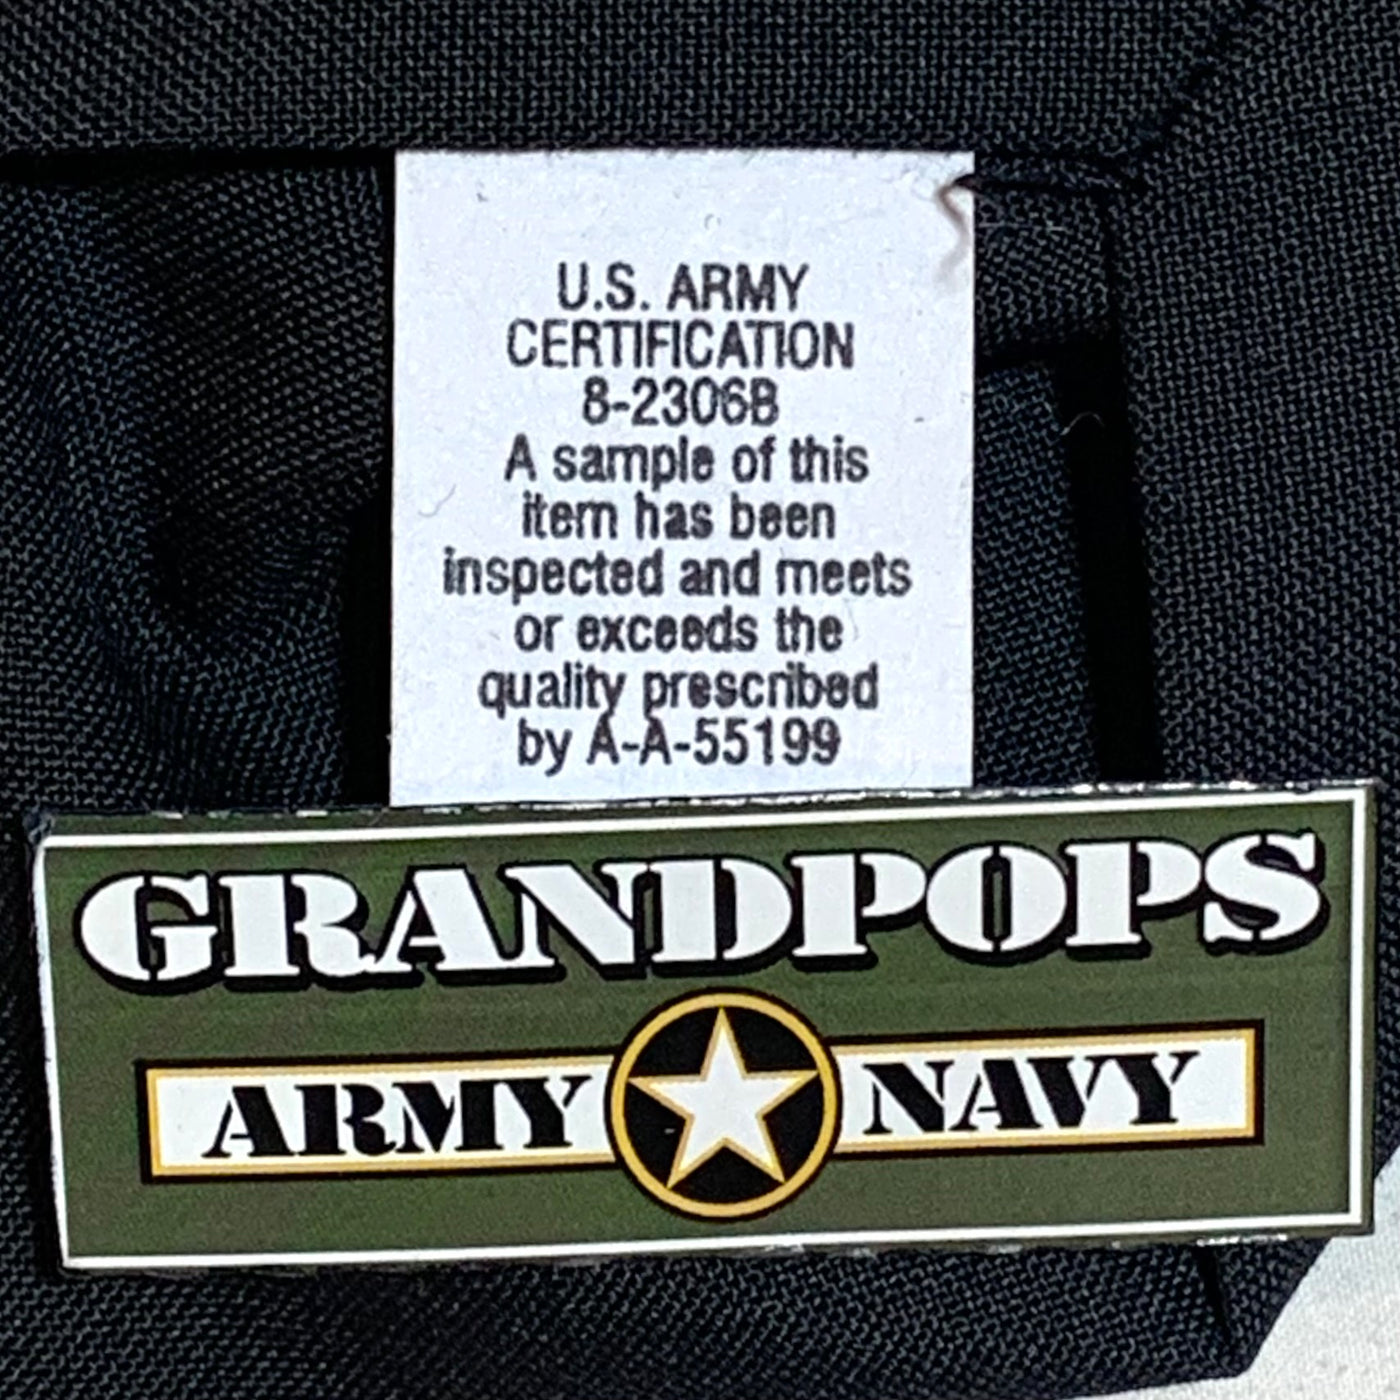 U.S. ARMY
CERTIFICATION
8-2306B
A sample of this
item has been
inspected and meets
or exceeds the
quality prescribed
by A-A-55199
GRANDPOPS
ARMY NAVY